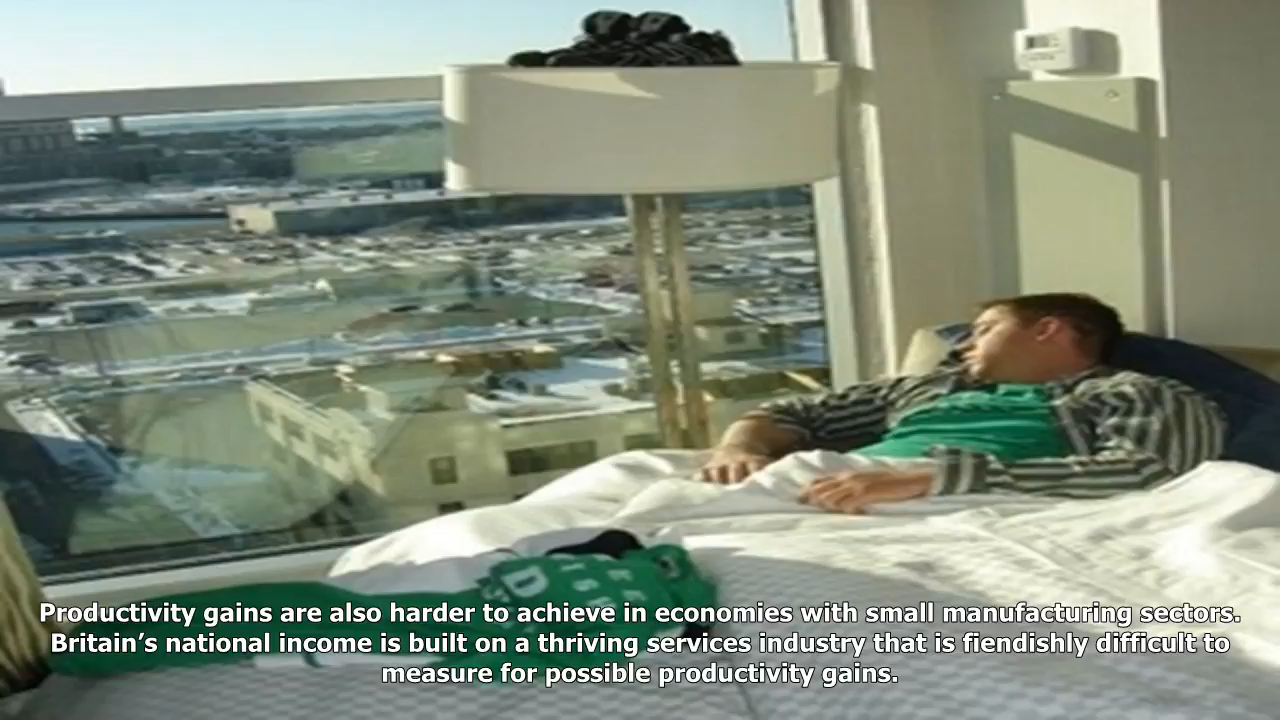 Productivity gains are also harder to achieve in economies with small manufacturing sectors.
Britain’s national income is built on a thriving services industry that is fiendishly difficult to
measure for possible productivity gains.